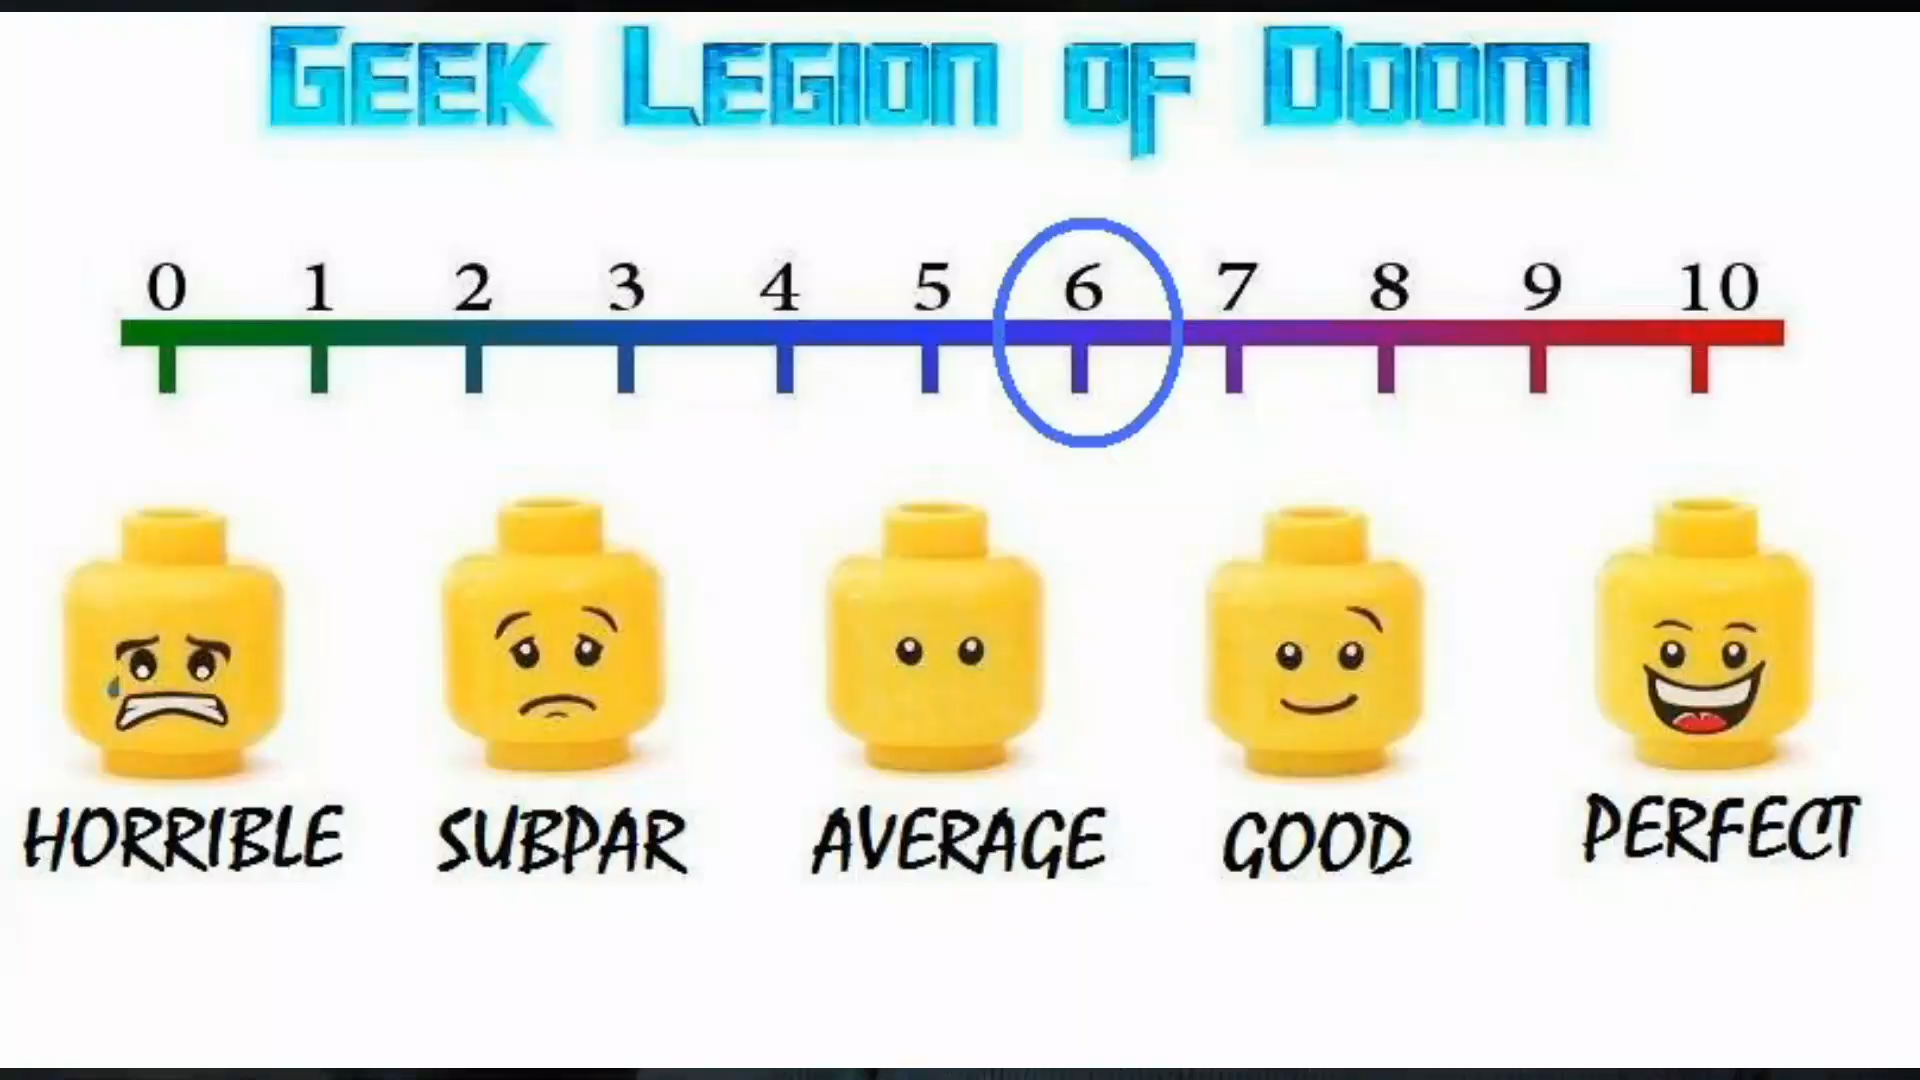 GEEK LEGION OF DOOM
0 1 2 3 4 5 6 7 8 9 10
HORRIBLE SUBPAR AVERAGE GOOD PERFECT